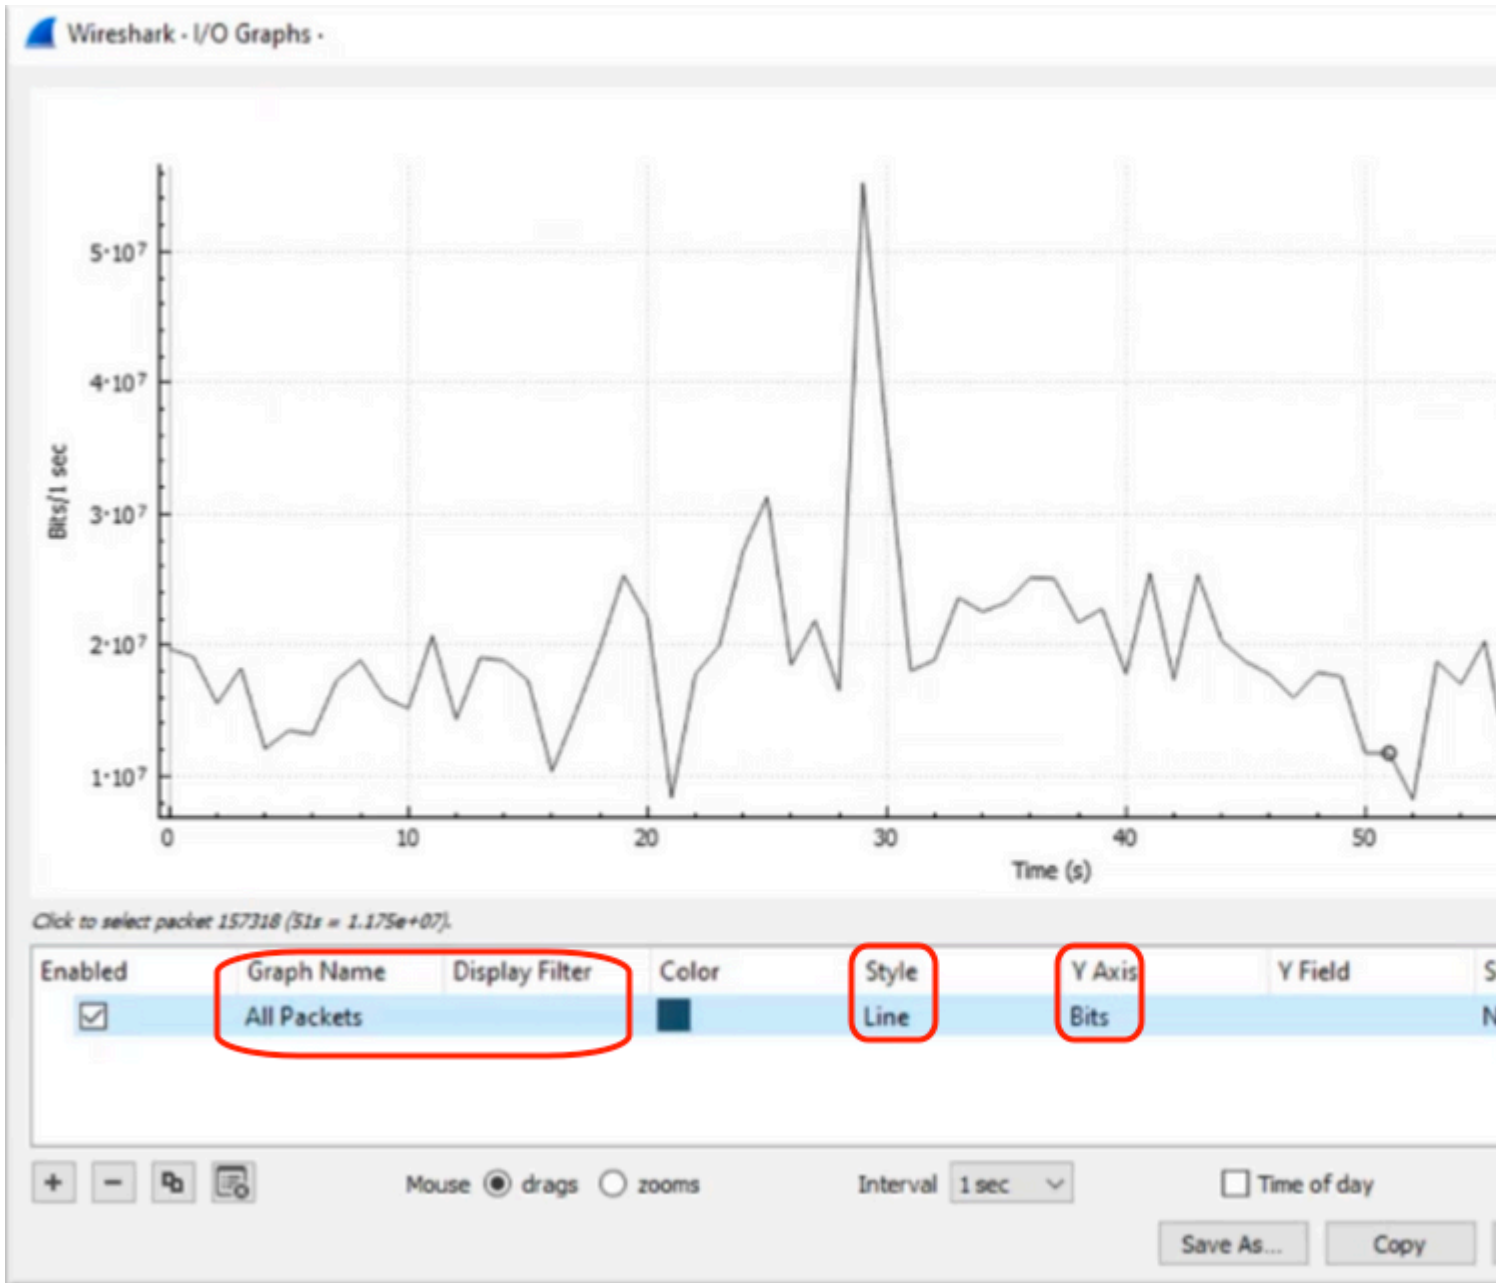 Wireshark · I/O Graphs ·
5·10⁷
4·10⁷
3·10⁷
2·10⁷
1·10⁷
Bits/1 sec
0 10 20 30 40 50
Time (s)
Click to select packet 157318 (51s = 1.175e+07).
Enabled Graph Name Display Filter Color Style Y Axis Y Field S
All Packets Line Bits N
+ −
Mouse drags zooms Interval 1 sec Time of day
Save As... Copy